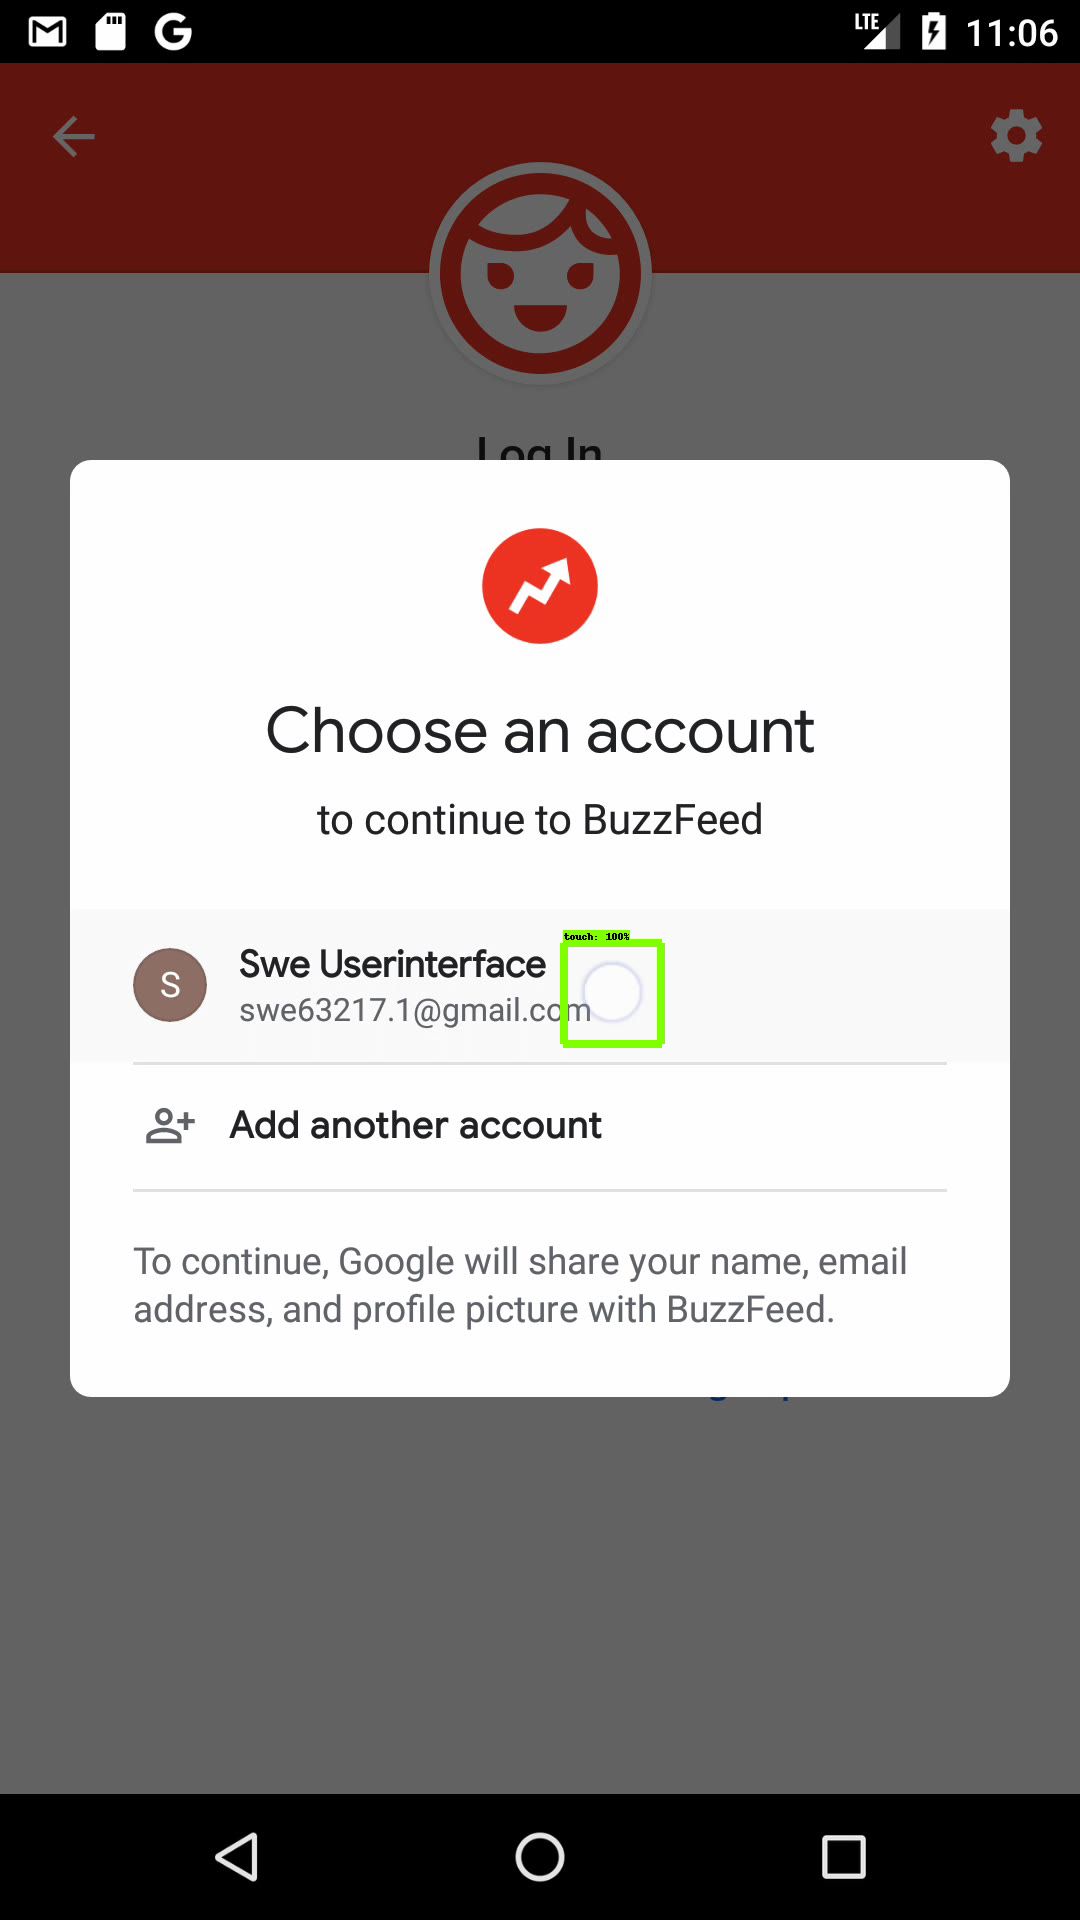 LTE 11:06
Log In
Choose an account
to continue to BuzzFeed
touch: 100%
Swe Userinterface
S
swe63217.1@gmail.com
Add another account
To continue, Google will share your name, email
address, and profile picture with BuzzFeed.